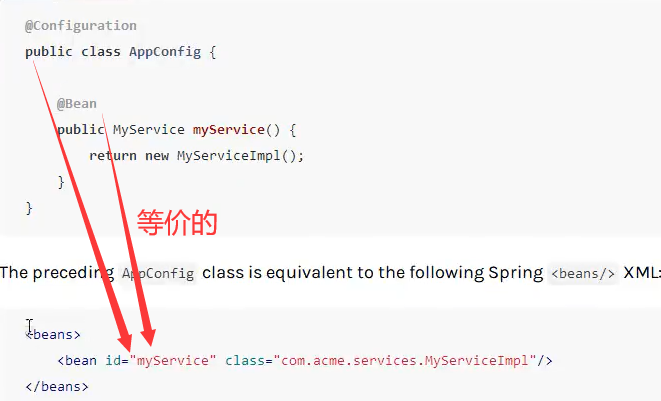 @Configuration
public class AppConfig {
@Bean
public MyService myService() {
return new MyServiceImpl();
}
}
等价的
The preceding AppConfig class is equivalent to the following Spring <beans/> XML:
<beans>
<bean id="myService" class="com.acme.services.MyServiceImpl"/>
</beans>